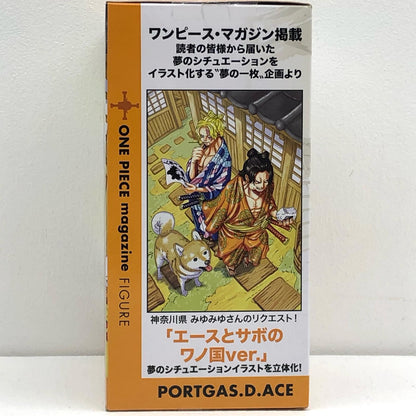 ワンピース・マガジン掲載
読者の皆様から届いた
夢のシチュエーションを
イラスト化する〝夢の一枚〟企画より
ONE PIECE magazine FIGURE
神奈川県 みゆみゆさんのリクエスト!
「エースとサボの
ワノ国ver.」
夢のシチュエーションイラストを立体化!
PORTGAS.D.ACE